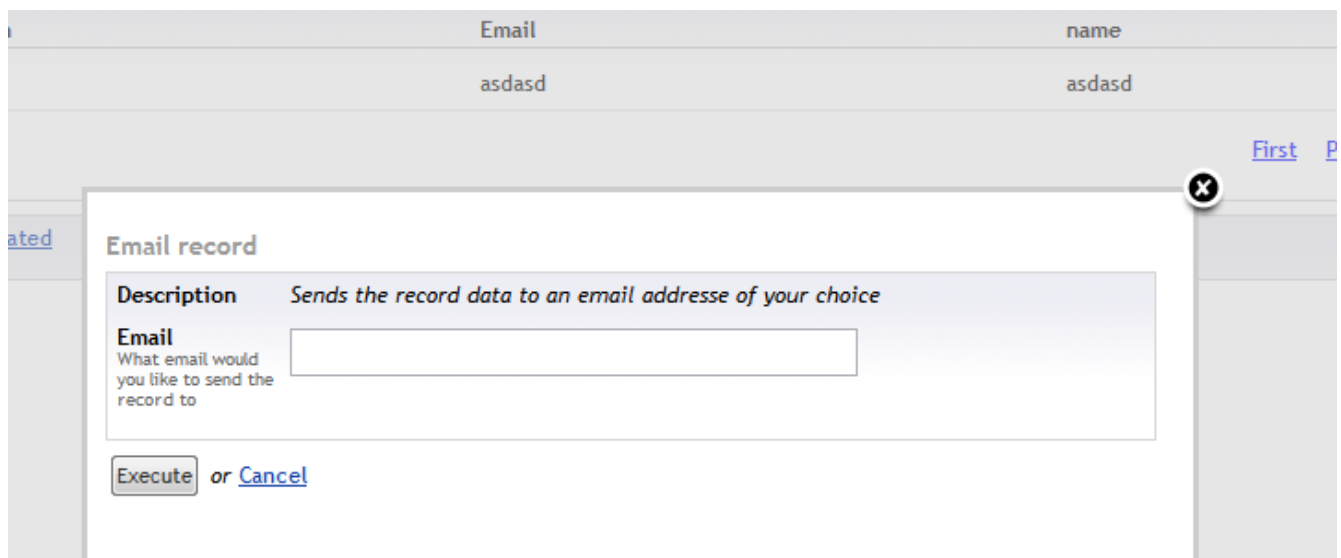 Email name
asdasd asdasd
First
ated
Email record
Description Sends the record data to an email addresse of your choice
Email
What email would
you like to send the
record to
Execute or Cancel